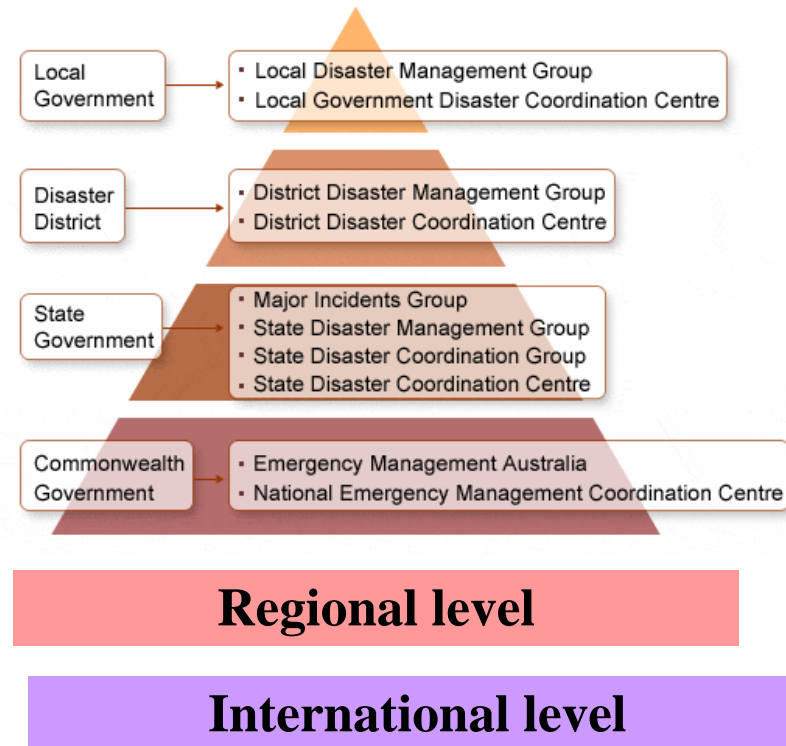 Local
Government
▪ Local Disaster Management Group
▪ Local Government Disaster Coordination Centre
Disaster
District
▪ District Disaster Management Group
▪ District Disaster Coordination Centre
State
Government
▪ Major Incidents Group
▪ State Disaster Management Group
▪ State Disaster Coordination Group
▪ State Disaster Coordination Centre
Commonwealth
Government
▪ Emergency Management Australia
▪ National Emergency Management Coordination Centre
Regional level
International level